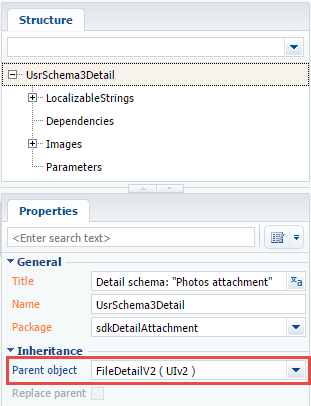 Structure
UsrSchema3Detail
LocalizableStrings
Dependencies
Images
Parameters
Properties
<Enter search text>
General
Title Detail schema: "Photos attachment"
Name UsrSchema3Detail
Package sdkDetailAttachment
Inheritance
Parent object FileDetailV2 ( UIv2 )
Replace parent